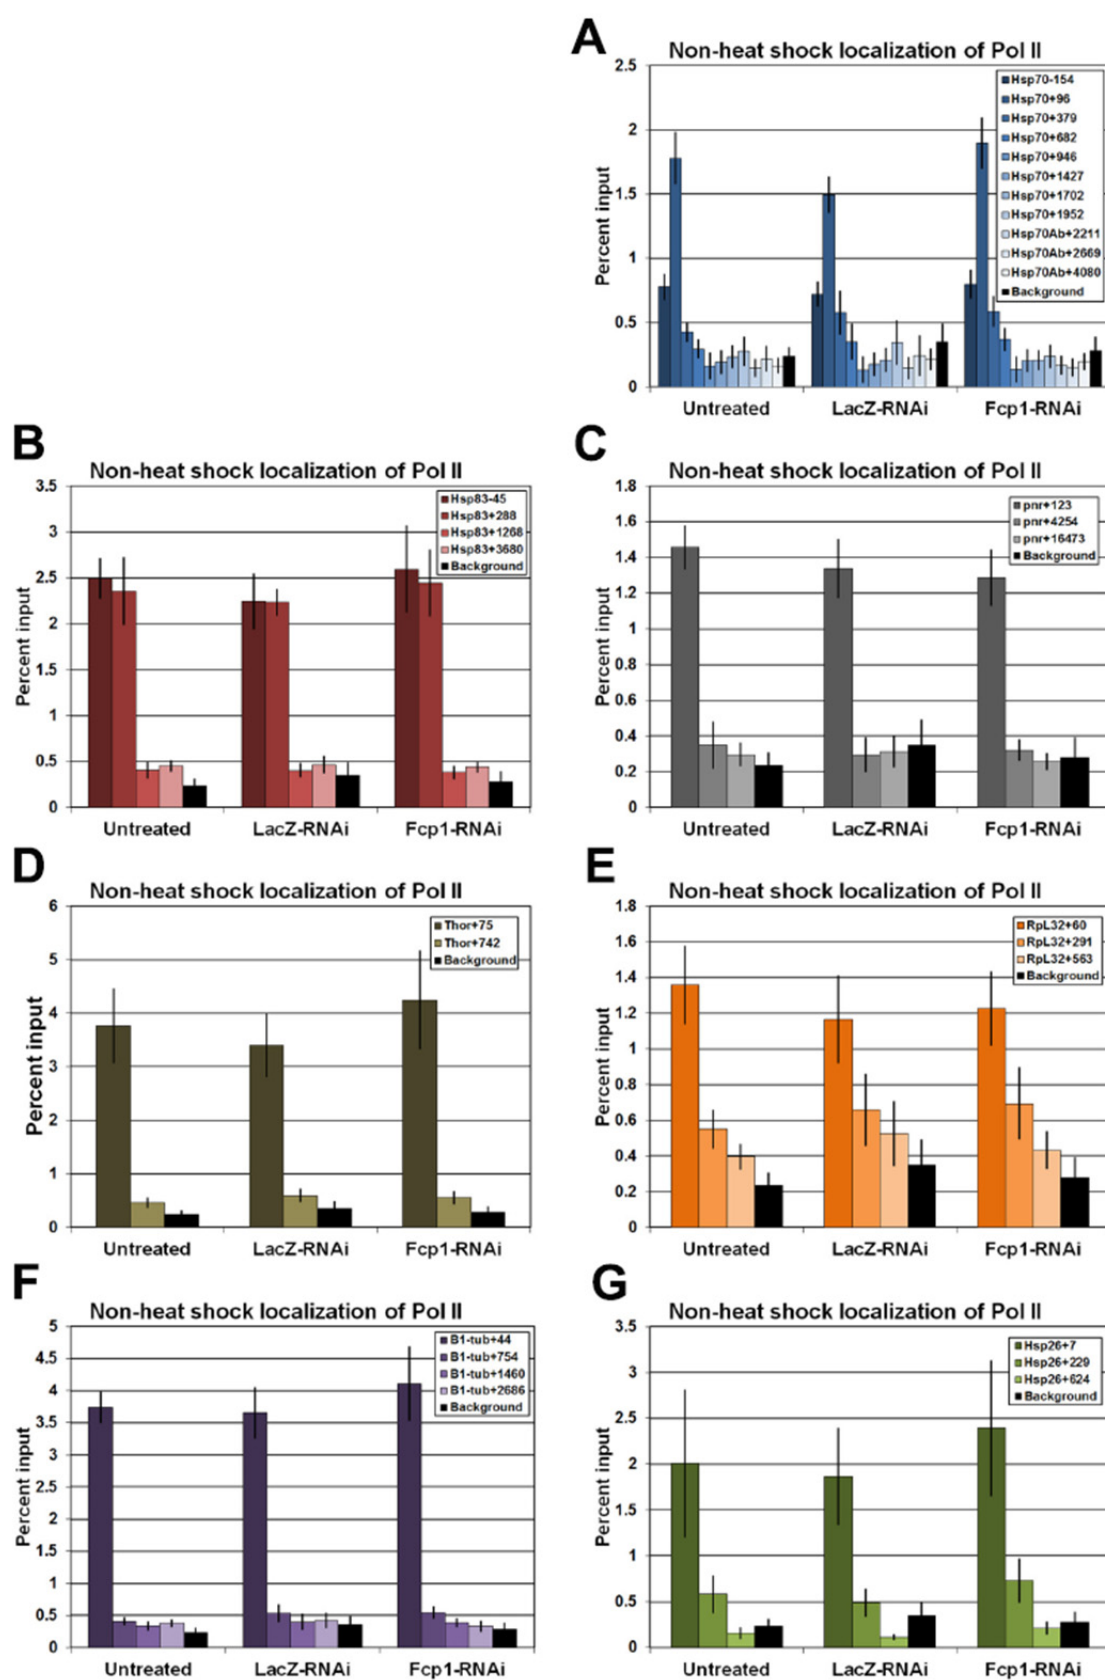 A
Non-heat shock localization of Pol II
Percent input
2.5
2
1.5
1
0.5
0
Hsp70-154
Hsp70+96
Hsp70+379
Hsp70+682
Hsp70+946
Hsp70+1427
Hsp70+1702
Hsp70+1952
Hsp70Ab+2211
Hsp70Ab+2669
Hsp70Ab+4080
Background
Untreated LacZ-RNAi Fcp1-RNAi
B
Non-heat shock localization of Pol II
Percent input
3.5
3
2.5
2
1.5
1
0.5
0
Hsp83-45
Hsp83+288
Hsp83+1268
Hsp83+3680
Background
Untreated LacZ-RNAi Fcp1-RNAi
C
Non-heat shock localization of Pol II
Percent input
1.8
1.6
1.4
1.2
1
0.8
0.6
0.4
0.2
0
pnr+123
pnr+4254
pnr+16473
Background
Untreated LacZ-RNAi Fcp1-RNAi
D
Non-heat shock localization of Pol II
Percent input
6
5
4
3
2
1
0
Thor+75
Thor+742
Background
Untreated LacZ-RNAi Fcp1-RNAi
E
Non-heat shock localization of Pol II
Percent input
1.8
1.6
1.4
1.2
1
0.8
0.6
0.4
0.2
0
RpL32+60
RpL32+291
RpL32+563
Background
Untreated LacZ-RNAi Fcp1-RNAi
F
Non-heat shock localization of Pol II
Percent input
5
4.5
4
3.5
3
2.5
2
1.5
1
0.5
0
B1-tub+44
B1-tub+754
B1-tub+1460
B1-tub+2686
Background
Untreated LacZ-RNAi Fcp1-RNAi
G
Non-heat shock localization of Pol II
Percent input
3.5
3
2.5
2
1.5
1
0.5
0
Hsp26+7
Hsp26+229
Hsp26+624
Background
Untreated LacZ-RNAi Fcp1-RNAi